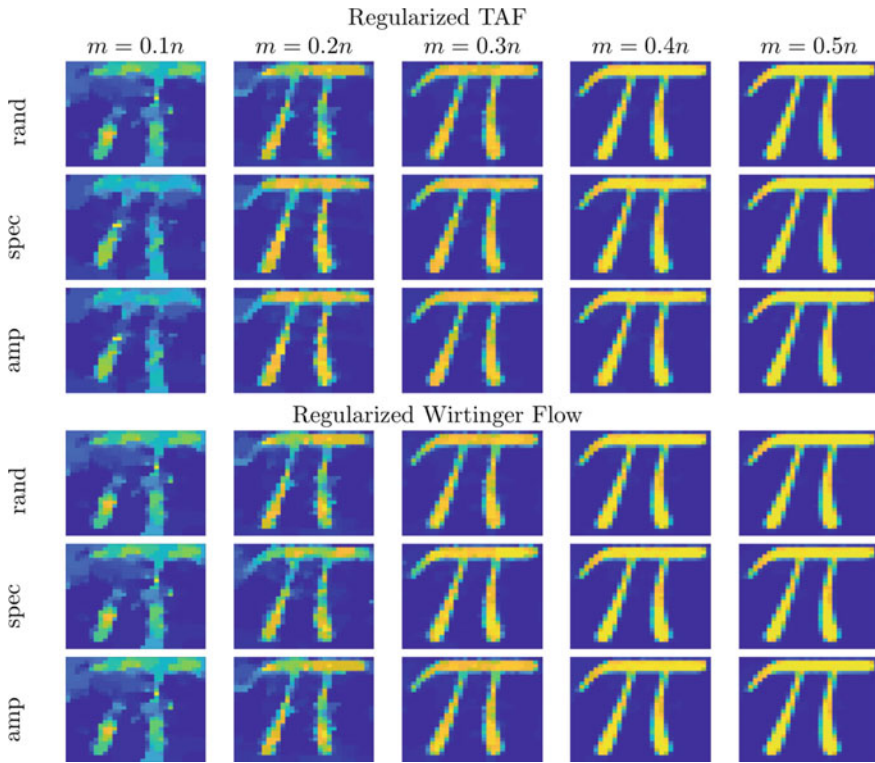 Regularized TAF
m = 0.1n m = 0.2n m = 0.3n m = 0.4n m = 0.5n
rand
spec
amp
Regularized Wirtinger Flow
rand
spec
amp